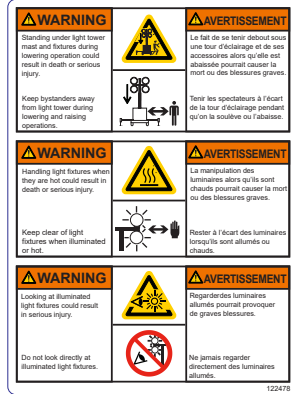 WARNING
Standing under light tower
mast and fixtures during
lowering operation could
result in death or serious
injury.
Keep bystanders away
from light tower during
lowering and raising
operations.
AVERTISSEMENT
Le fait de se tenir debout sous
une tour d'éclairage et de ses
accessoires alors qu'elle est
abaissée pourrait causer la
mort ou des blessures graves.
Tenir les spectateurs à l'écart
de la tour d'éclairage pendant
qu'on la soulève ou l'abaisse.
WARNING
Handling light fixtures when
they are hot could result in
death or serious injury.
Keep clear of light
fixtures when illuminated
or hot.
AVERTISSEMENT
La manipulation des
luminaires alors qu'ils sont
chauds pourrait causer la mort
ou des blessures graves.
Rester à l'écart des luminaires
lorsqu'ils sont allumés ou
chauds.
WARNING
Looking at illuminated
light fixtures could result
in serious injury.
Do not look directly at
illuminated light fixtures.
AVERTISSEMENT
Regarderdes luminaires
allumés pourrait provoquer
de graves blessures.
Ne jamais regarder
directement des luminaires
allumés.
122478